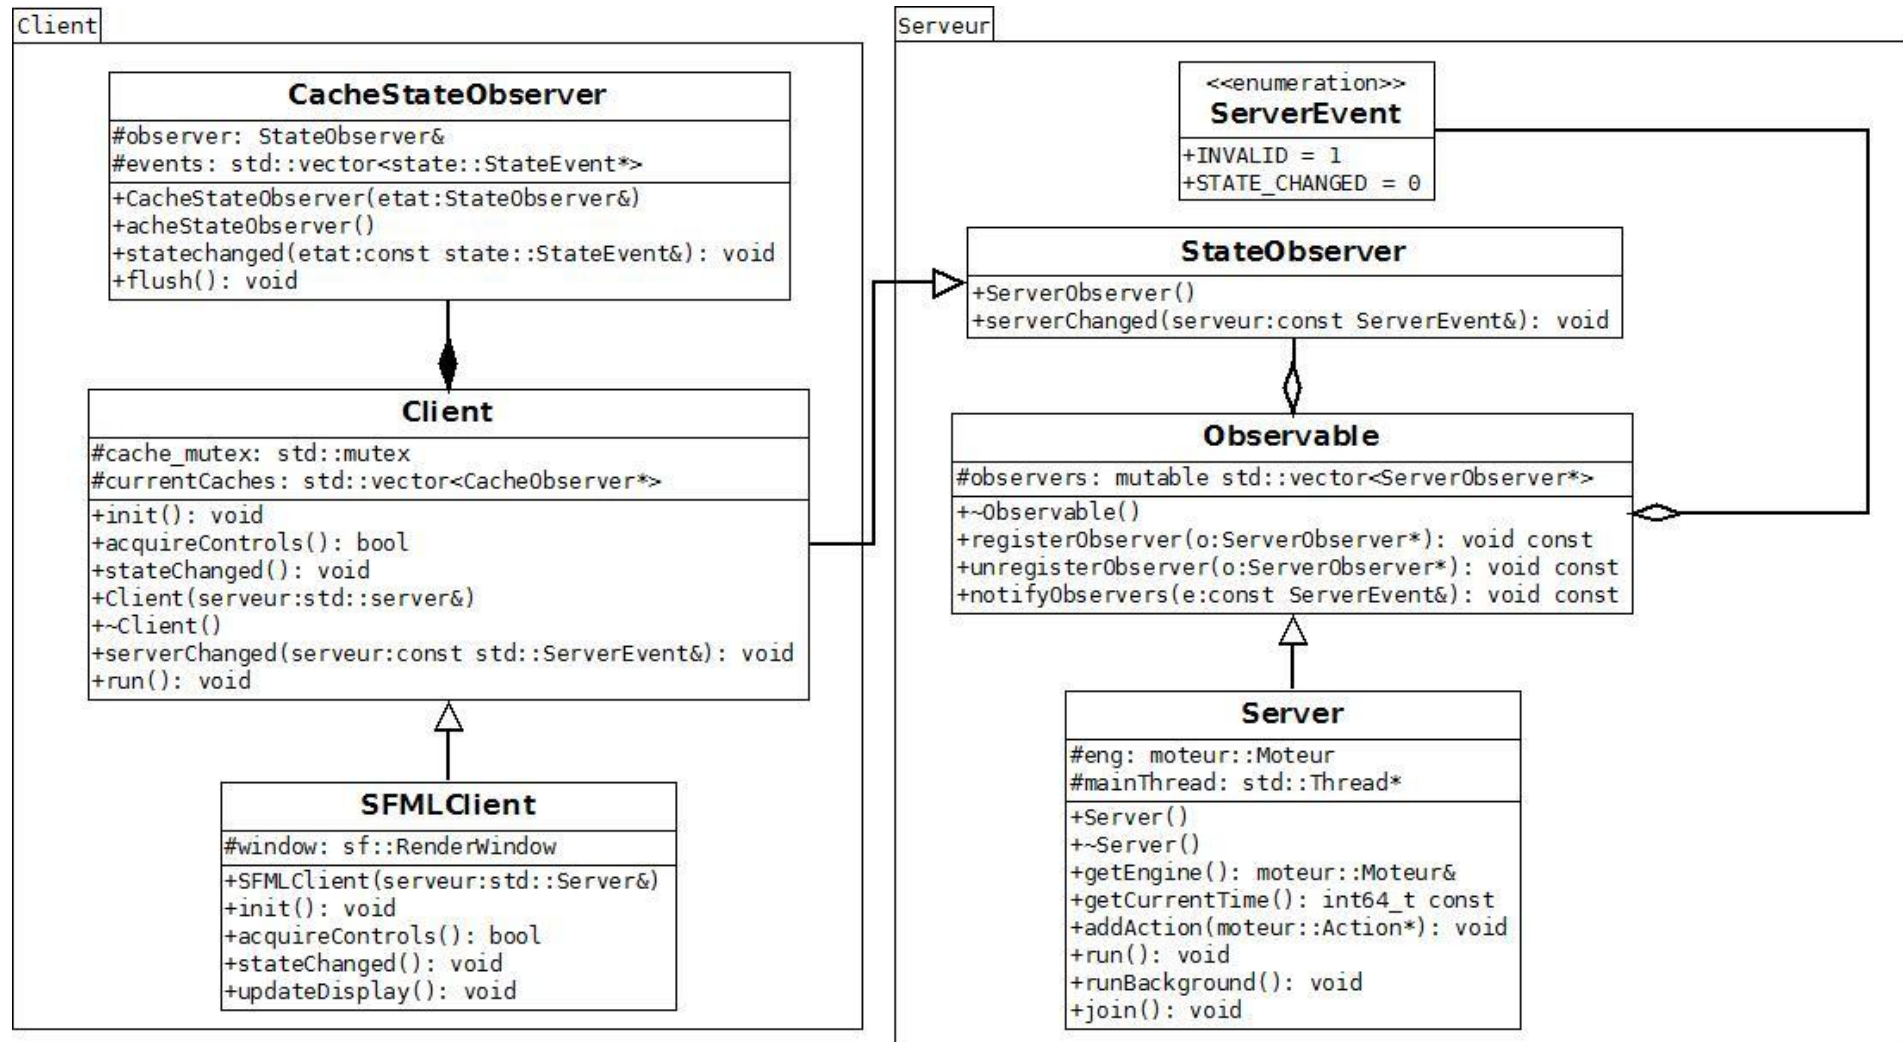 Client
CacheStateObserver
#observer: StateObserver&
#events: std::vector<state::StateEvent*>
+CacheStateObserver(etat:StateObserver&)
+acheStateObserver()
+statechanged(etat:const state::StateEvent&): void
+flush(): void
Client
#cache_mutex: std::mutex
#currentCaches: std::vector<CacheObserver*>
+init(): void
+acquireControls(): bool
+stateChanged(): void
+Client(serveur:std::server&)
+~Client()
+serverChanged(serveur:const std::ServerEvent&): void
+run(): void
SFMLClient
#window: sf::RenderWindow
+SFMLClient(serveur:std::Server&)
+init(): void
+acquireControls(): bool
+stateChanged(): void
+updateDisplay(): void
Serveur
<<enumeration>>
ServerEvent
+INVALID = 1
+STATE_CHANGED = 0
StateObserver
+ServerObserver()
+serverChanged(serveur:const ServerEvent&): void
Observable
#observers: mutable std::vector<ServerObserver*>
+~Observable()
+registerObserver(o:ServerObserver*): void const
+unregisterObserver(o:ServerObserver*): void const
+notifyObservers(e:const ServerEvent&): void const
Server
#eng: moteur::Moteur
#mainThread: std::Thread*
+Server()
+~Server()
+getEngine(): moteur::Moteur&
+getCurrentTime(): int64_t const
+addAction(moteur::Action*): void
+run(): void
+runBackground(): void
+join(): void